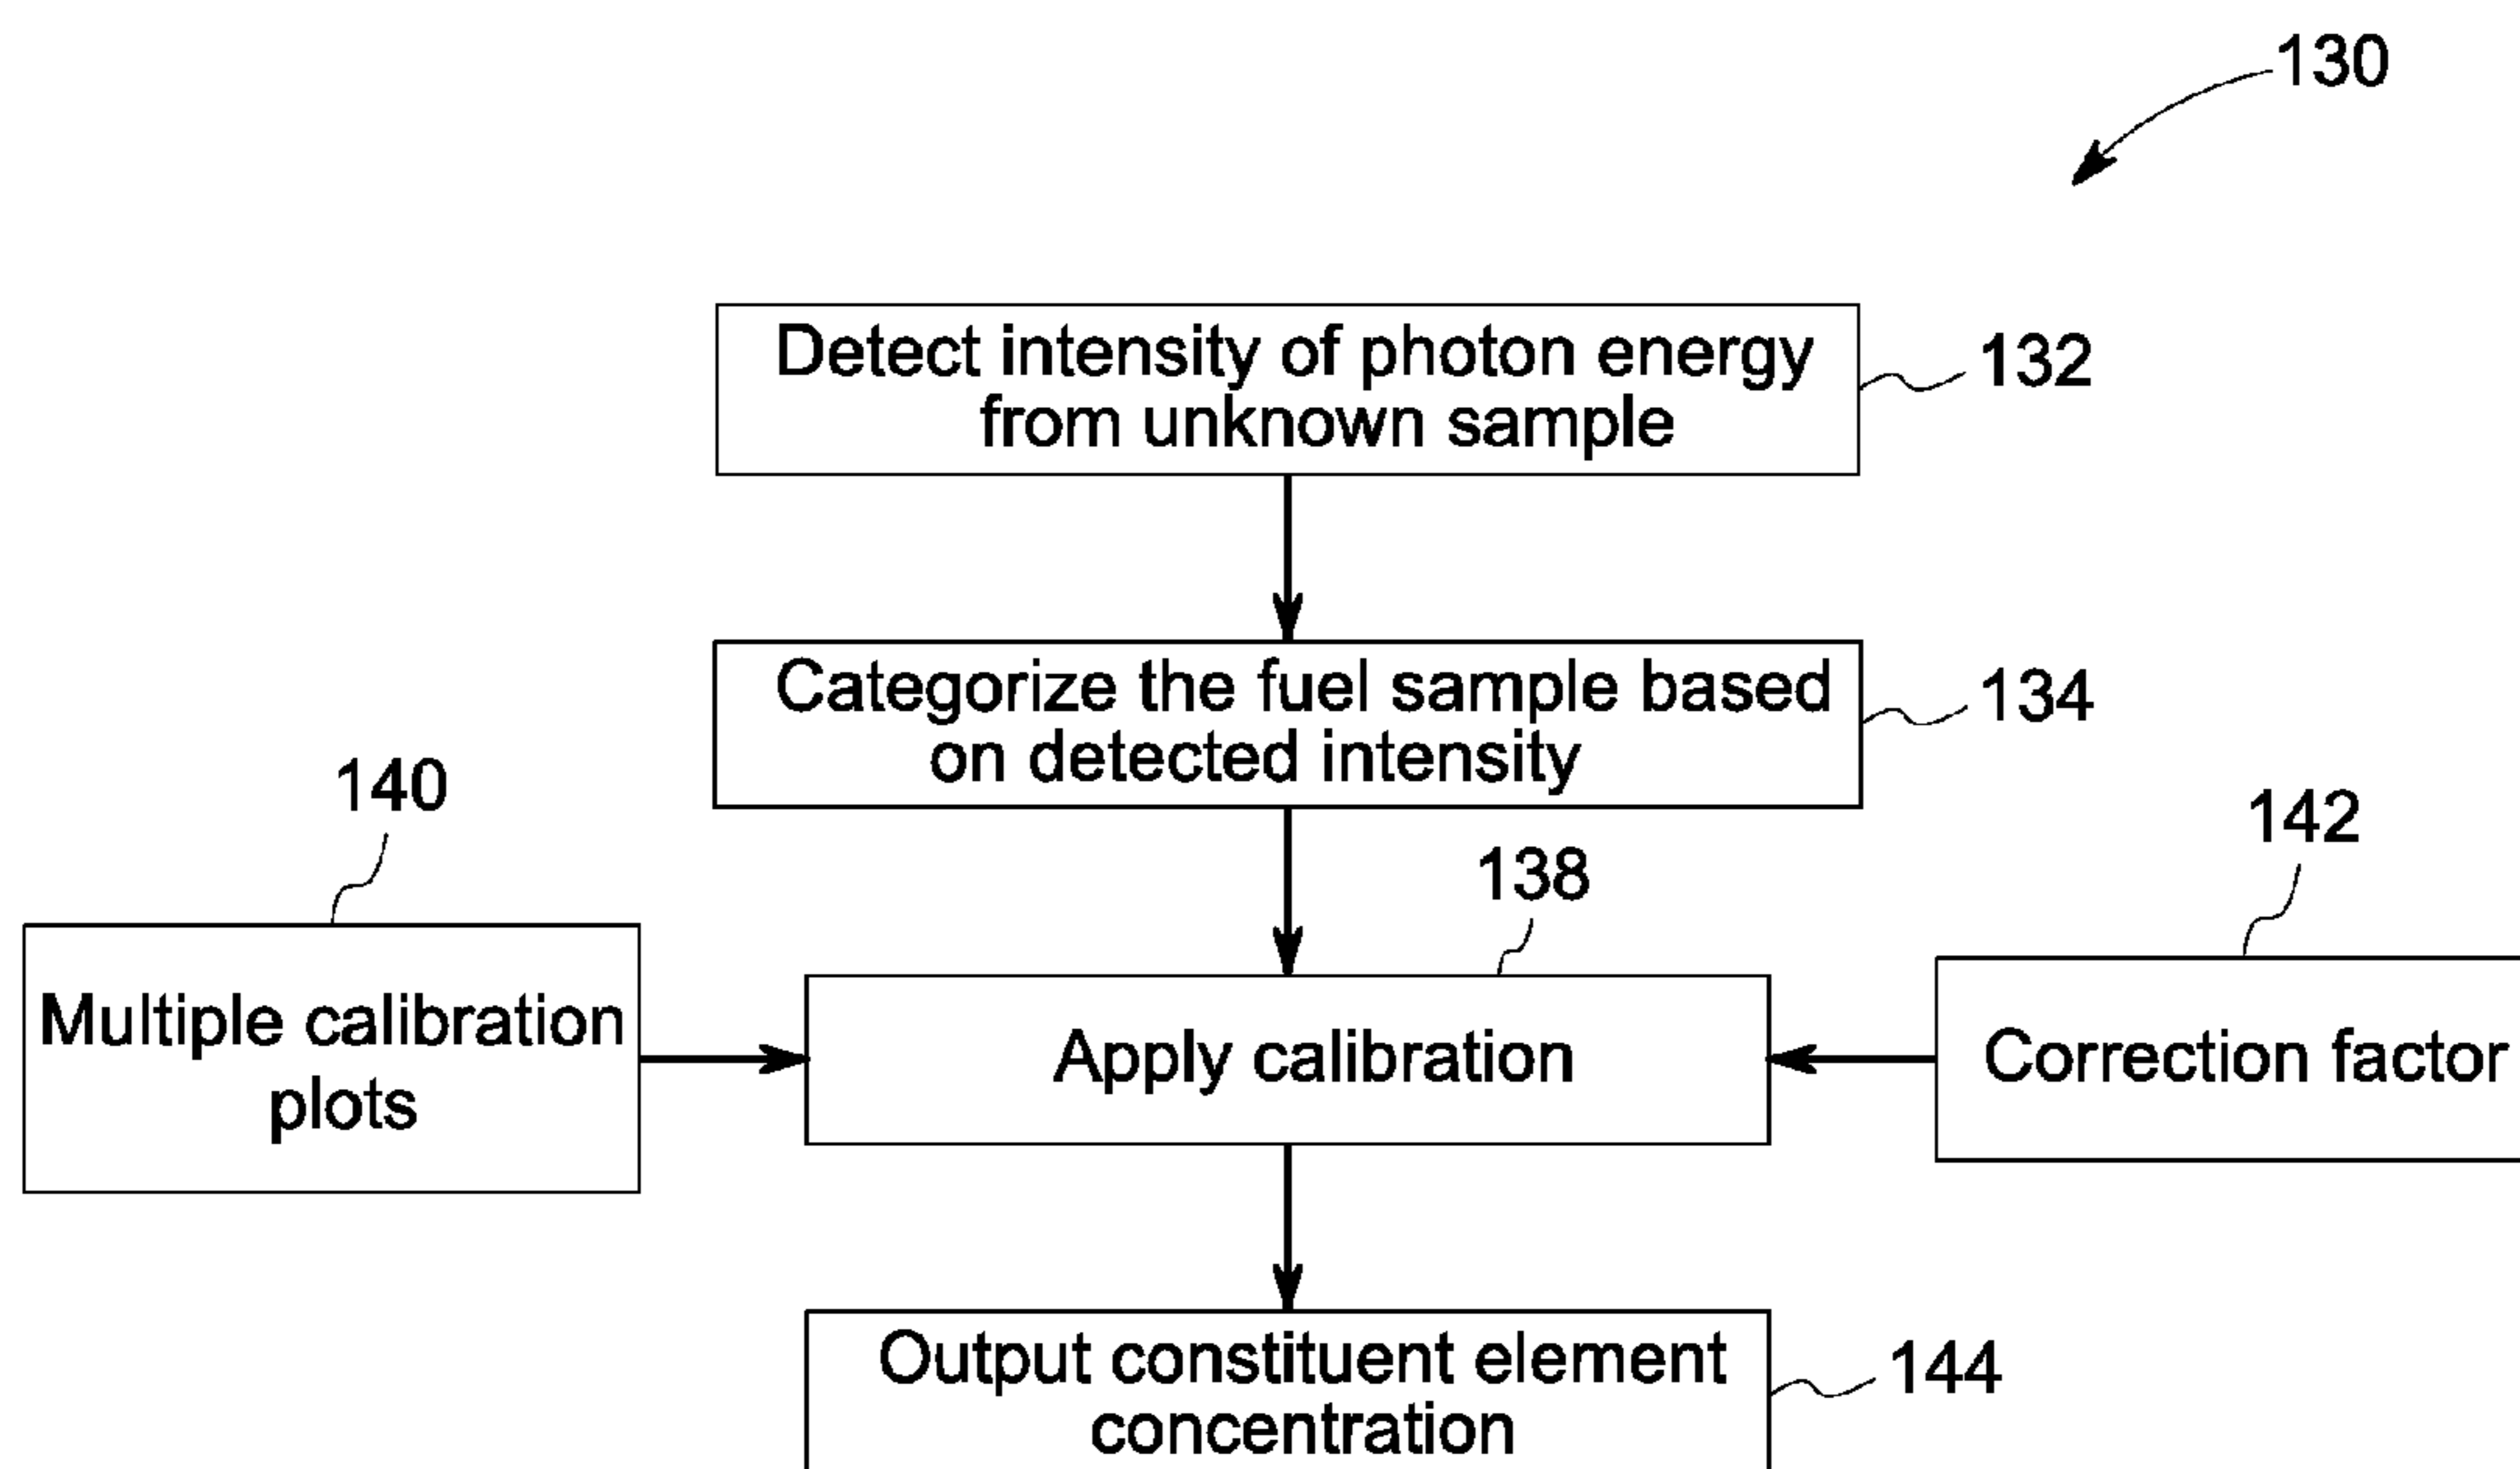 130
Detect intensity of photon energy
from unknown sample
132
Categorize the fuel sample based
on detected intensity
134
140
138
142
Multiple calibration
plots
Apply calibration
Correction factor
Output constituent element
concentration
144